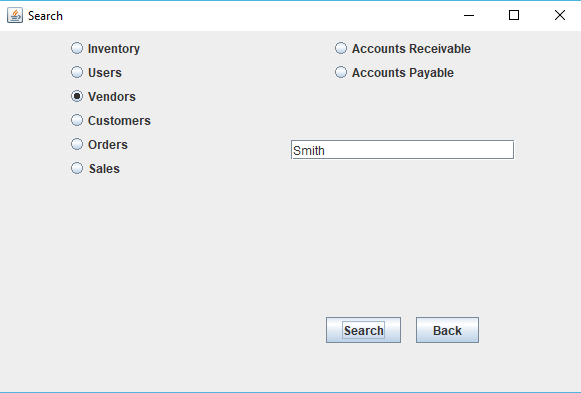 Search
Inventory
Users
Vendors
Customers
Orders
Sales
Accounts Receivable
Accounts Payable
Smith
Search
Back